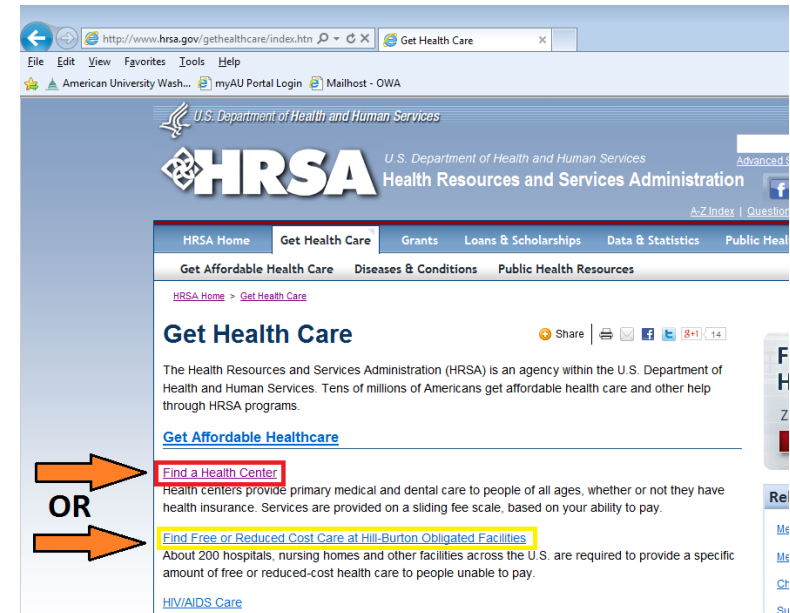 http://www.hrsa.gov/gethealthcare/index.htn
Get Health Care
File Edit View Favorites Tools Help
American University Wash... myAU Portal Login Mailhost - OWA
U.S. Department of Health and Human Services
HRSA
U.S. Department of Health and Human Services
Health Resources and Services Administration
Advanced S
A-Z Index | Question
HRSA Home Get Health Care Grants Loans & Scholarships Data & Statistics Public Heal
Get Affordable Health Care Diseases & Conditions Public Health Resources
HRSA Home > Get Health Care
Get Health Care
Share
8+1 14
The Health Resources and Services Administration (HRSA) is an agency within the U.S. Department of
Health and Human Services. Tens of millions of Americans get affordable health care and other help
through HRSA programs.
F
H
Z
Get Affordable Healthcare
Find a Health Center
Health centers provide primary medical and dental care to people of all ages, whether or not they have
health insurance. Services are provided on a sliding fee scale, based on your ability to pay.
OR
Find Free or Reduced Cost Care at Hill-Burton Obligated Facilities
About 200 hospitals, nursing homes and other facilities across the U.S. are required to provide a specific
amount of free or reduced-cost health care to people unable to pay.
HIV/AIDS Care
Rel
Me
Me
Ch
Su